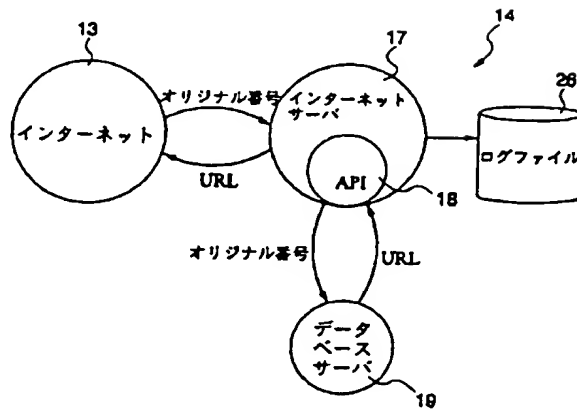 13
17
14
26
オリジナル番号
インターネット
サーバ
インターネット
ログファイル
URL
API
18
オリジナル番号
URL
データ
ベース
サーバ
19